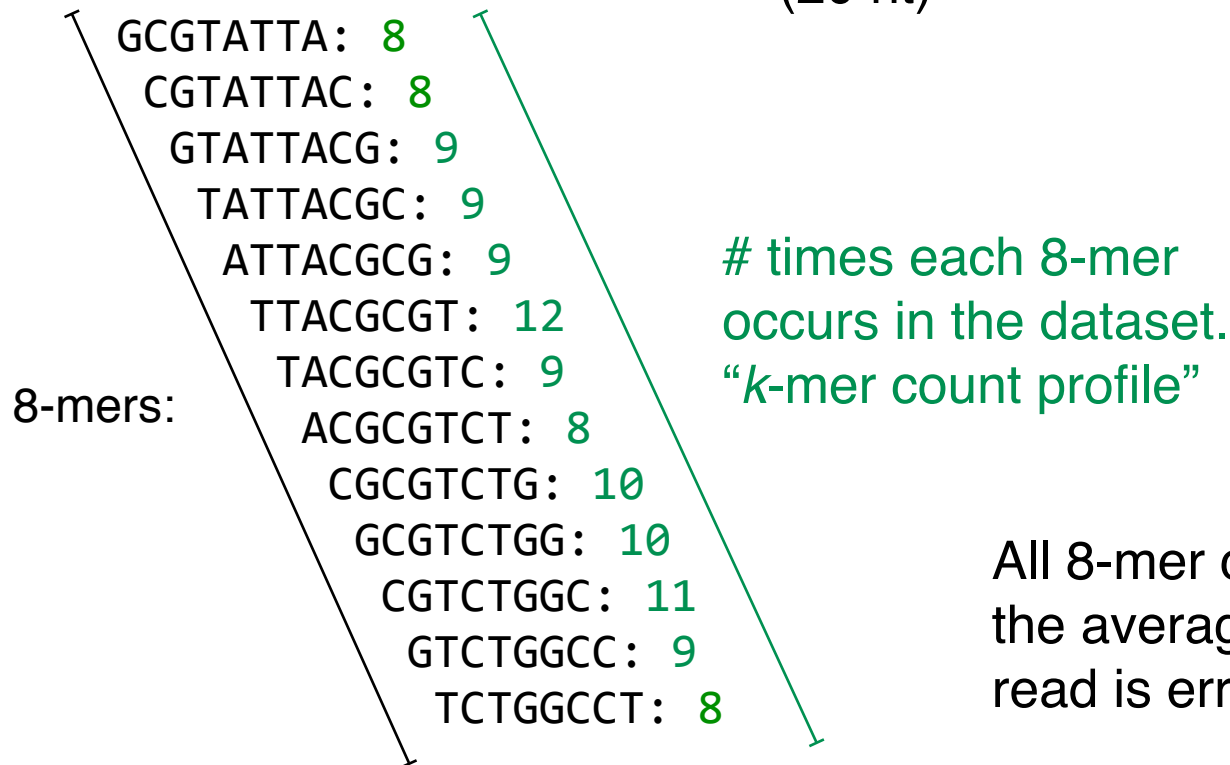 (20 nt)
GCGTATTA: 8
CGTATTAC: 8
GTATTACG: 9
TATTACGC: 9
ATTACGCG: 9
TTACGCGT: 12
TACGCGTC: 9
ACGCGTCT: 8
CGCGTCTG: 10
GCGTCTGG: 10
CGTCTGGC: 11
GTCTGGCC: 9
TCTGGCCT: 8
8-mers:
# times each 8-mer
occurs in the dataset.
“k-mer count profile”
All 8-mer
the
read is